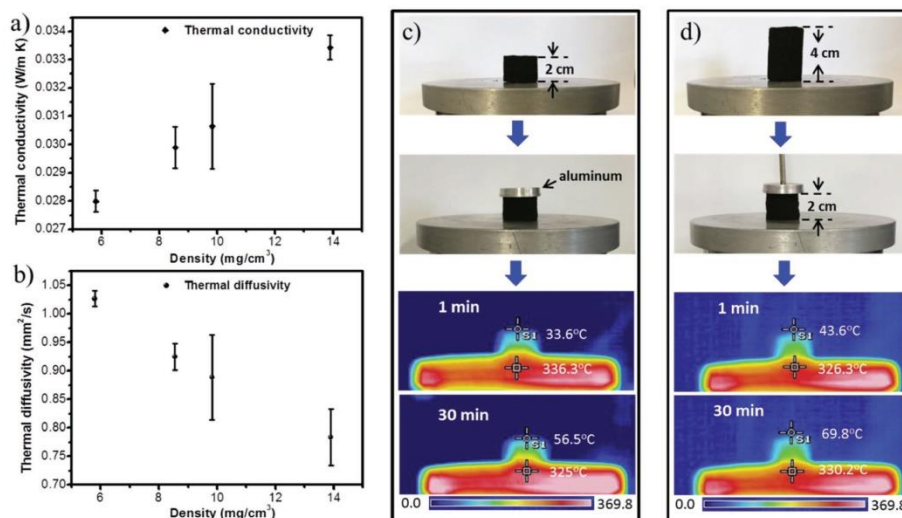 a)
Thermal conductivity
Thermal conductivity (W/m K)
0.034
0.033
0.031
0.030
0.028
0.027
6 8 10 12 14
Density (mg/cm³)
b)
Thermal diffusivity
Thermal diffusivity (mm²/s)
1.05
1.00
0.95
0.90
0.85
0.80
0.75
0.70
6 8 10 12 14
Density (mg/cm³)
c)
2 cm
aluminum
1 min
33.6°C
S1
336.3°C
30 min
56.5°C
S1
325°C
0.0 369.8
d)
4 cm
2 cm
1 min
43.6°C
S1
326.3°C
30 min
69.8°C
S1
330.2°C
0.0 369.8